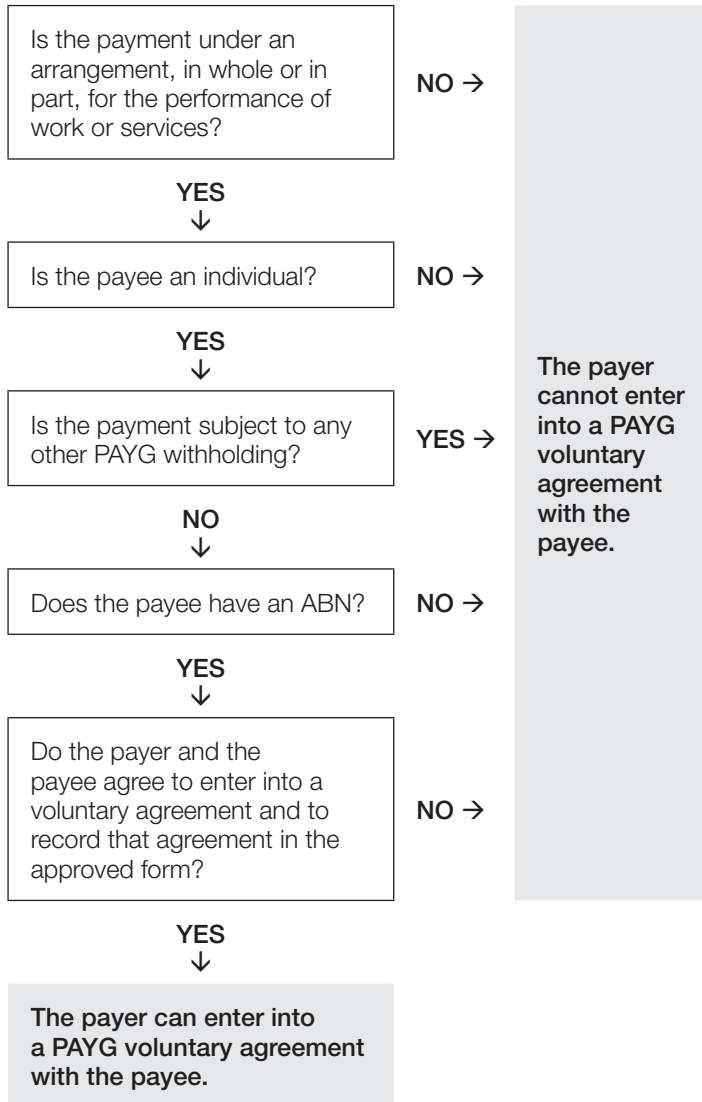 Is the payment under an
arrangement, in whole or in
part, for the performance of
work or services?
NO →
YES
↓
Is the payee an individual?
NO →
YES
↓
Is the payment subject to any
other PAYG withholding?
YES →
NO
↓
Does the payee have an ABN?
NO →
YES
↓
Do the payer and the
payee agree to enter into a
voluntary agreement and to
record that agreement in the
approved form?
NO →
YES
↓
The payer can enter into
a PAYG voluntary agreement
with the payee.
The payer
cannot enter
into a PAYG
voluntary
agreement
with the
payee.